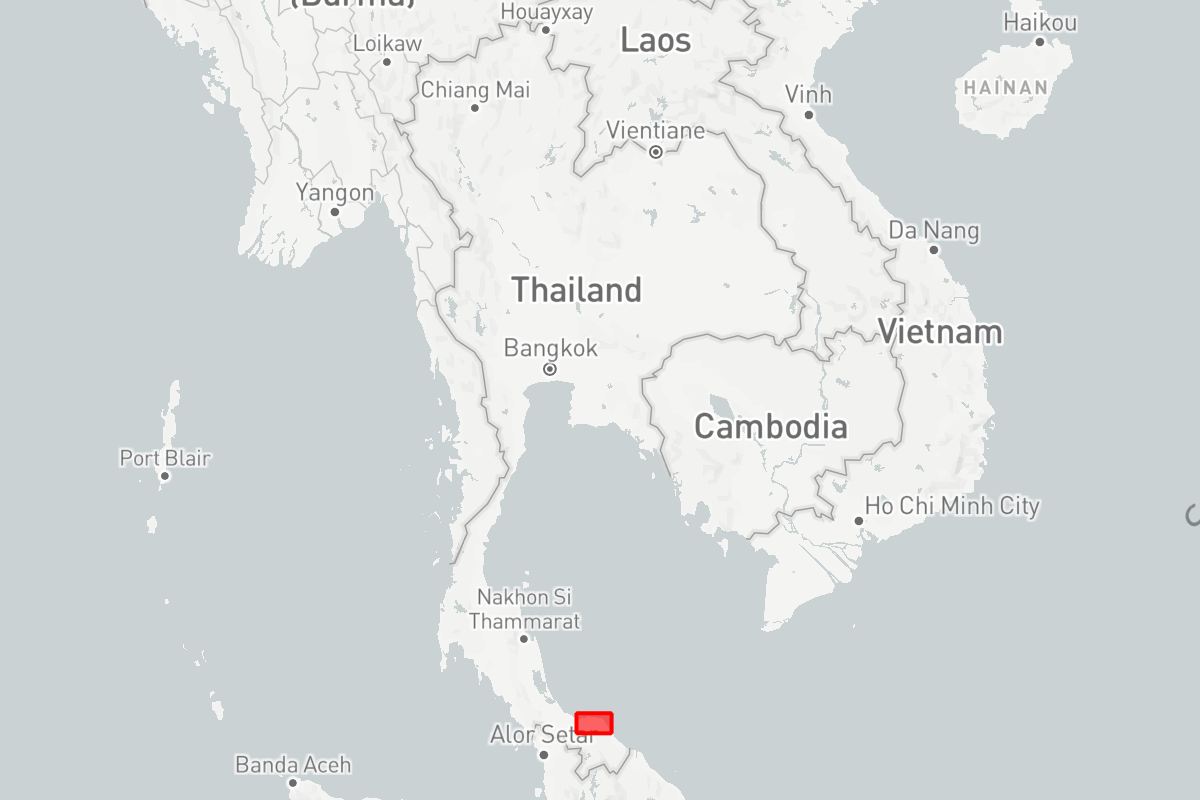 Houayxay
Haikou
Loikaw
Laos
Chiang Mai
HAINAN
Vinh
Vientiane
Yangon
Da Nang
Thailand
Vietnam
Bangkok
Cambodia
Port Blair
Ho Chi Minh City
Nakhon Si
Thammarat
Alor Setar
Banda Aceh